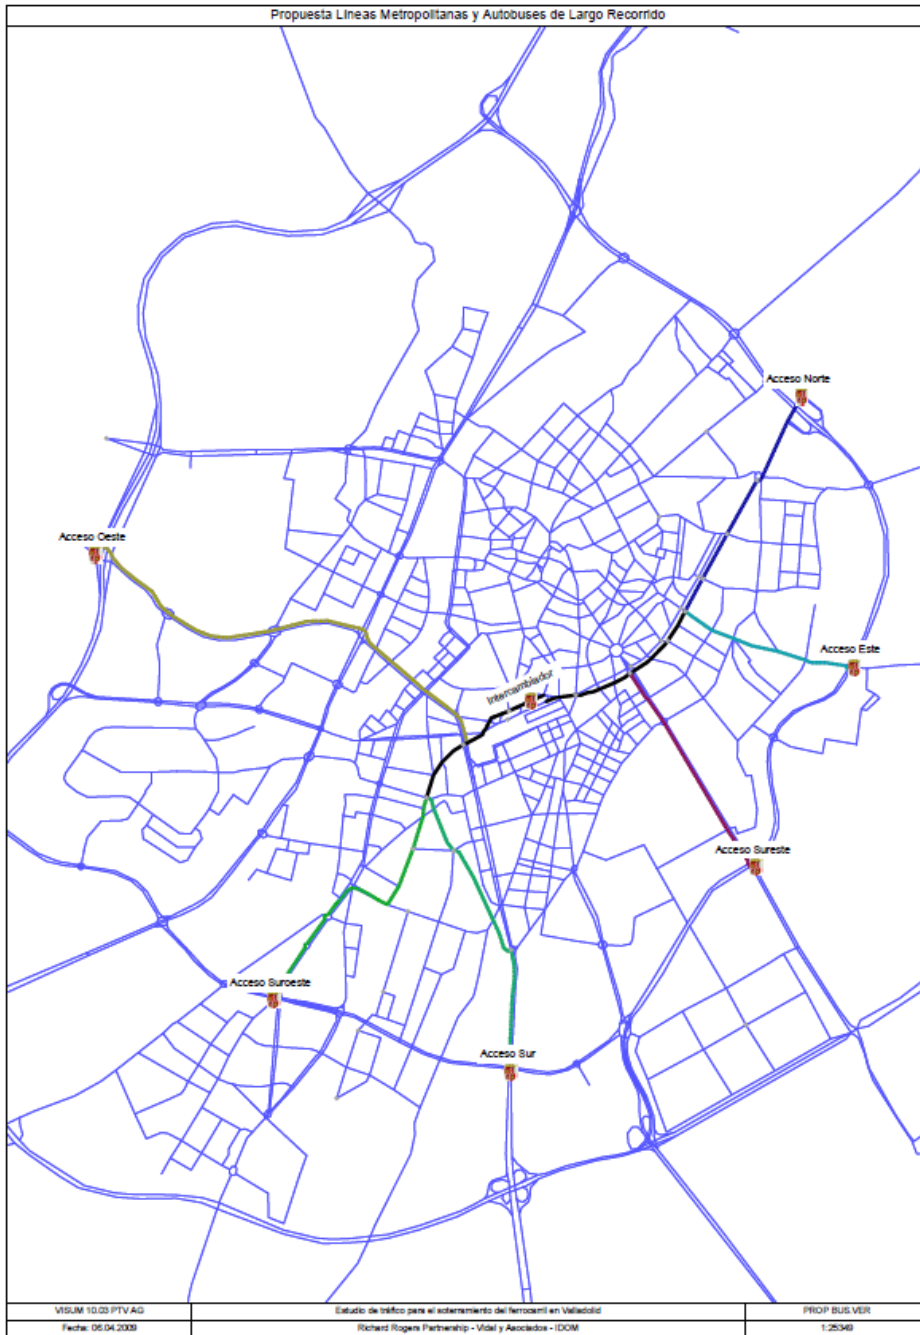 Propuesta Líneas Metropolitanas y Autobuses de Largo Recorrido
Acceso Norte
Acceso Oeste
Acceso Este
Intercambiador
Acceso Sureste
Acceso Suroeste
Acceso Sur
VISUM 10.03 PTV AG
Estudio de tráfico para el soterramiento del ferrocarril en Valladolid
PROP BUS.VER
Fecha: 06.04.2009
Richard Rogers Partnership - Vidal y Asociados - IDOM
1:25349